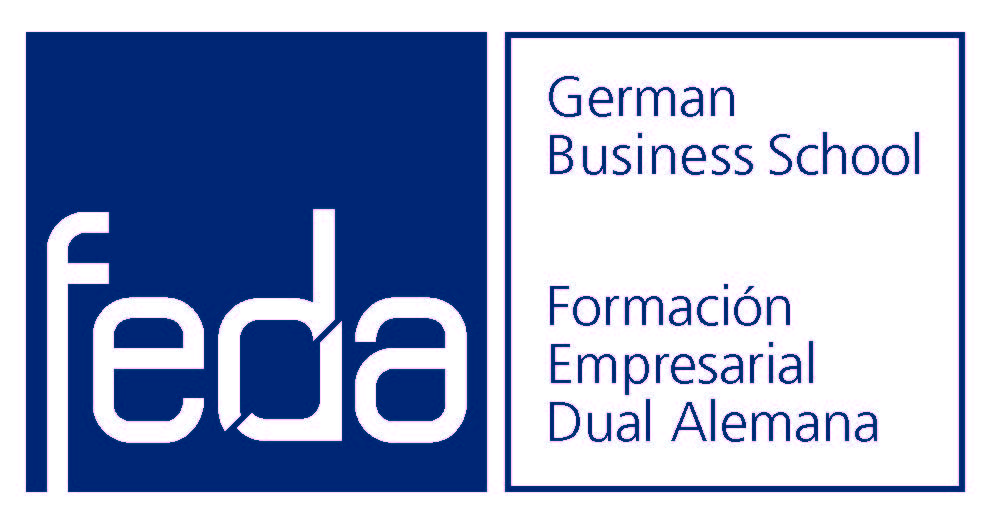 feda
German
Business School
Formación
Empresarial
Dual Alemana